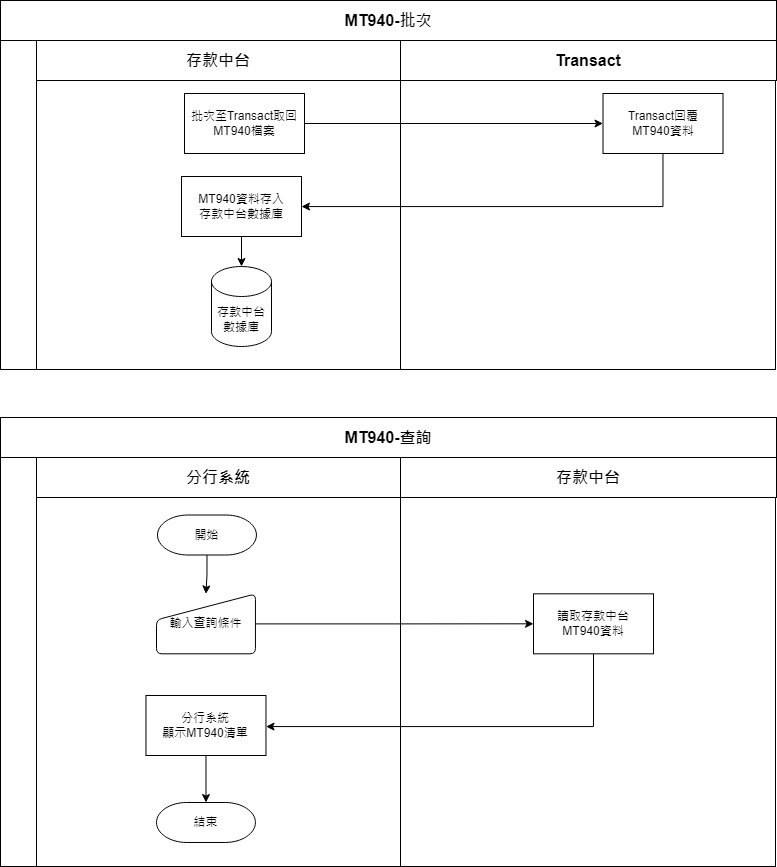 MT940-批次
存款中台
Transact
批次至Transact取回
MT940檔案
Transact回覆
MT940資料
MT940資料存入
存款中台數據庫
存款中台
數據庫
MT940-查詢
分行系統
存款中台
開始
輸入查詢條件
讀取存款中台
MT940資料
分行系統
顯示MT940清單
結束